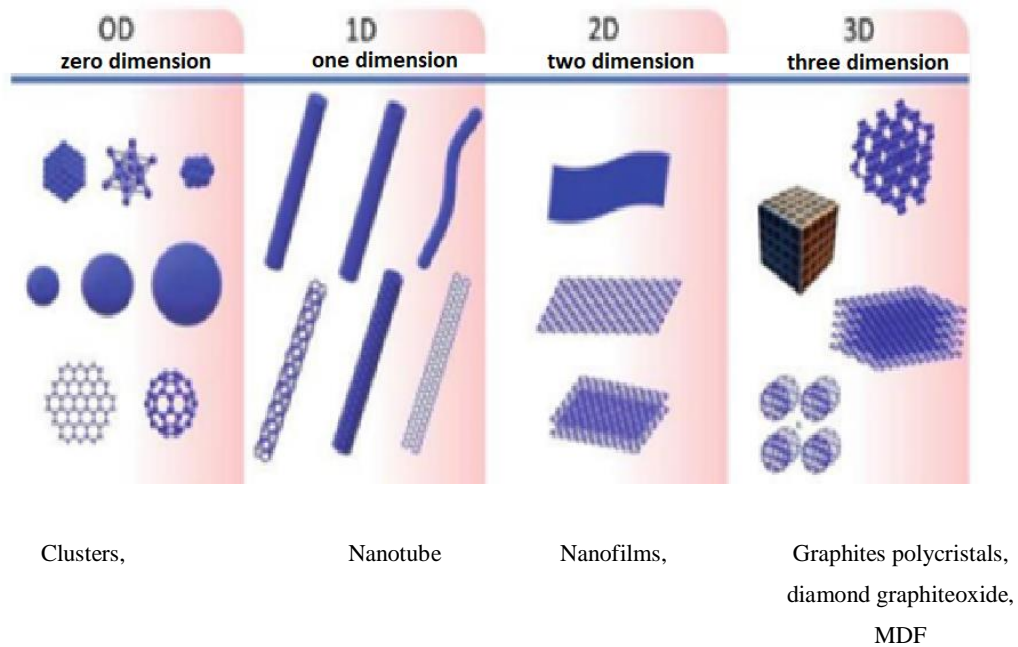 0D 1D 2D 3D
zero dimension one dimension two dimension three dimension
Clusters, Nanotube Nanofilms, Graphites polycristals,
diamond graphiteoxide,
MDF